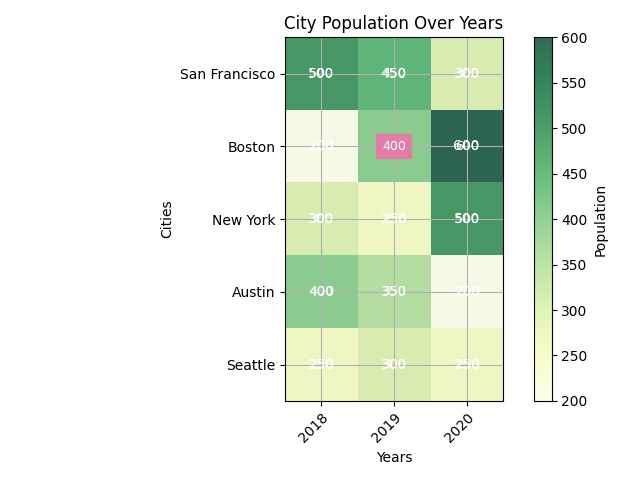 City Population Over Years
San Francisco 500 450 300
Boston 200 400 600
New York 300 250 500
Austin 400 350 200
Seattle 250 300 250
2018 2019 2020
Years
Cities
600
550
500
450
400
350
300
250
200
Population